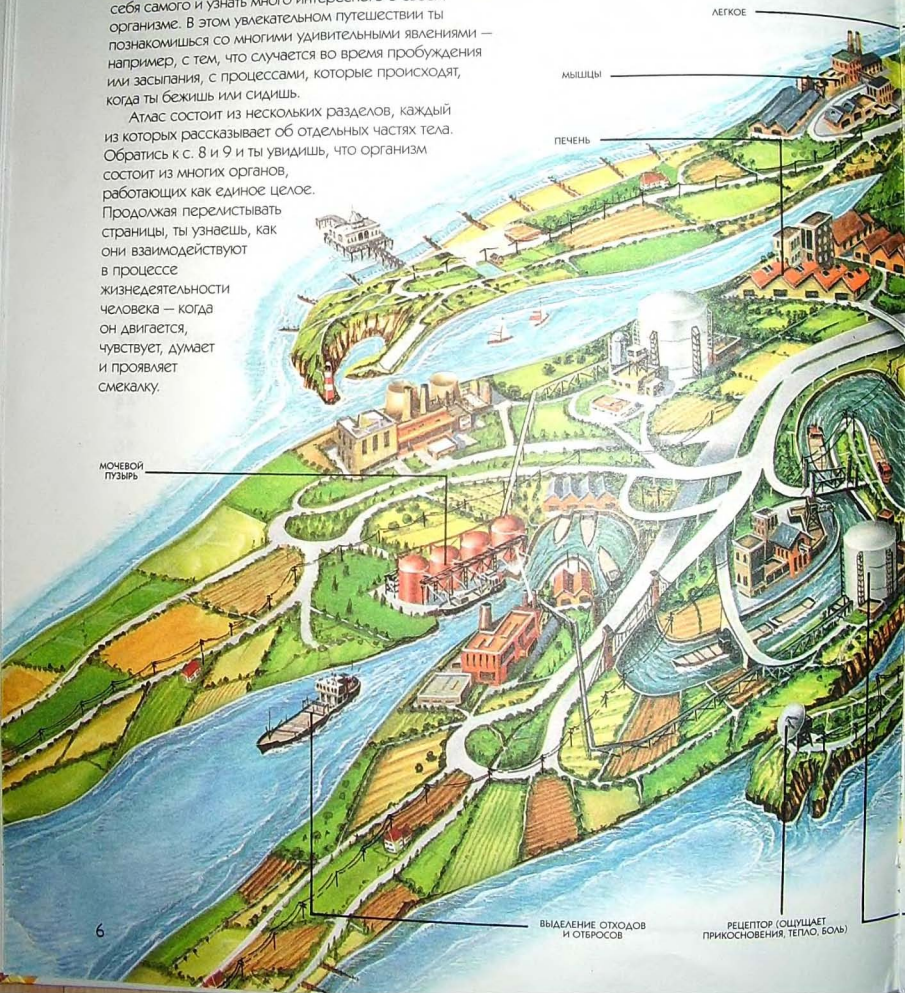 себя самого и узнать много
организме. В этом увлекательном путешествии ты
познакомишься со многими удивительными явлениями —
например, с тем, что случается во время пробуждения
или засыпания, с процессами, которые происходят,
когда ты бежишь или сидишь.
Атлас состоит из нескольких разделов, каждый
из которых рассказывает об отдельных частях тела.
Обратись к с. 8 и 9 и ты увидишь, что организм
состоит из многих органов,
работающих как единое целое.
Продолжая перелистывать
страницы, ты узнаешь, как
они взаимодействуют
в процессе
жизнедеятельности
человека — когда
он двигается,
чувствует, думает
и проявляет
смекалку.
ЛЕГКОЕ
МЫШЦЫ
ПЕЧЕНЬ
МОЧЕВОЙ
ПУЗЫРЬ
ВЫДЕЛЕНИЕ ОТХОДОВ
И ОТБРОСОВ
РЕЦЕПТОР (ОЩУЩАЕТ
ПРИКОСНОВЕНИЯ, ТЕПЛО, БОЛЬ)
6